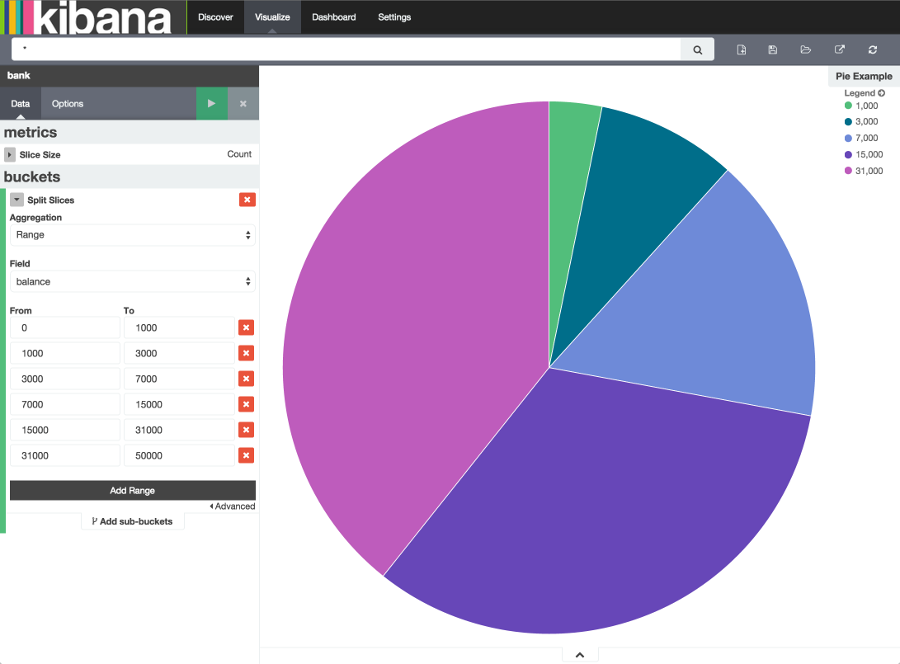 kibana
Discover
Visualize
Dashboard
Settings
*
bank
Data
Options
Pie Example
Legend
1,000
3,000
7,000
15,000
31,000
metrics
Slice Size Count
buckets
Split Slices
Aggregation
Range
Field
balance
From To
0 1000
1000 3000
3000 7000
7000 15000
15000 31000
31000 50000
Add Range
Advanced
Add sub-buckets